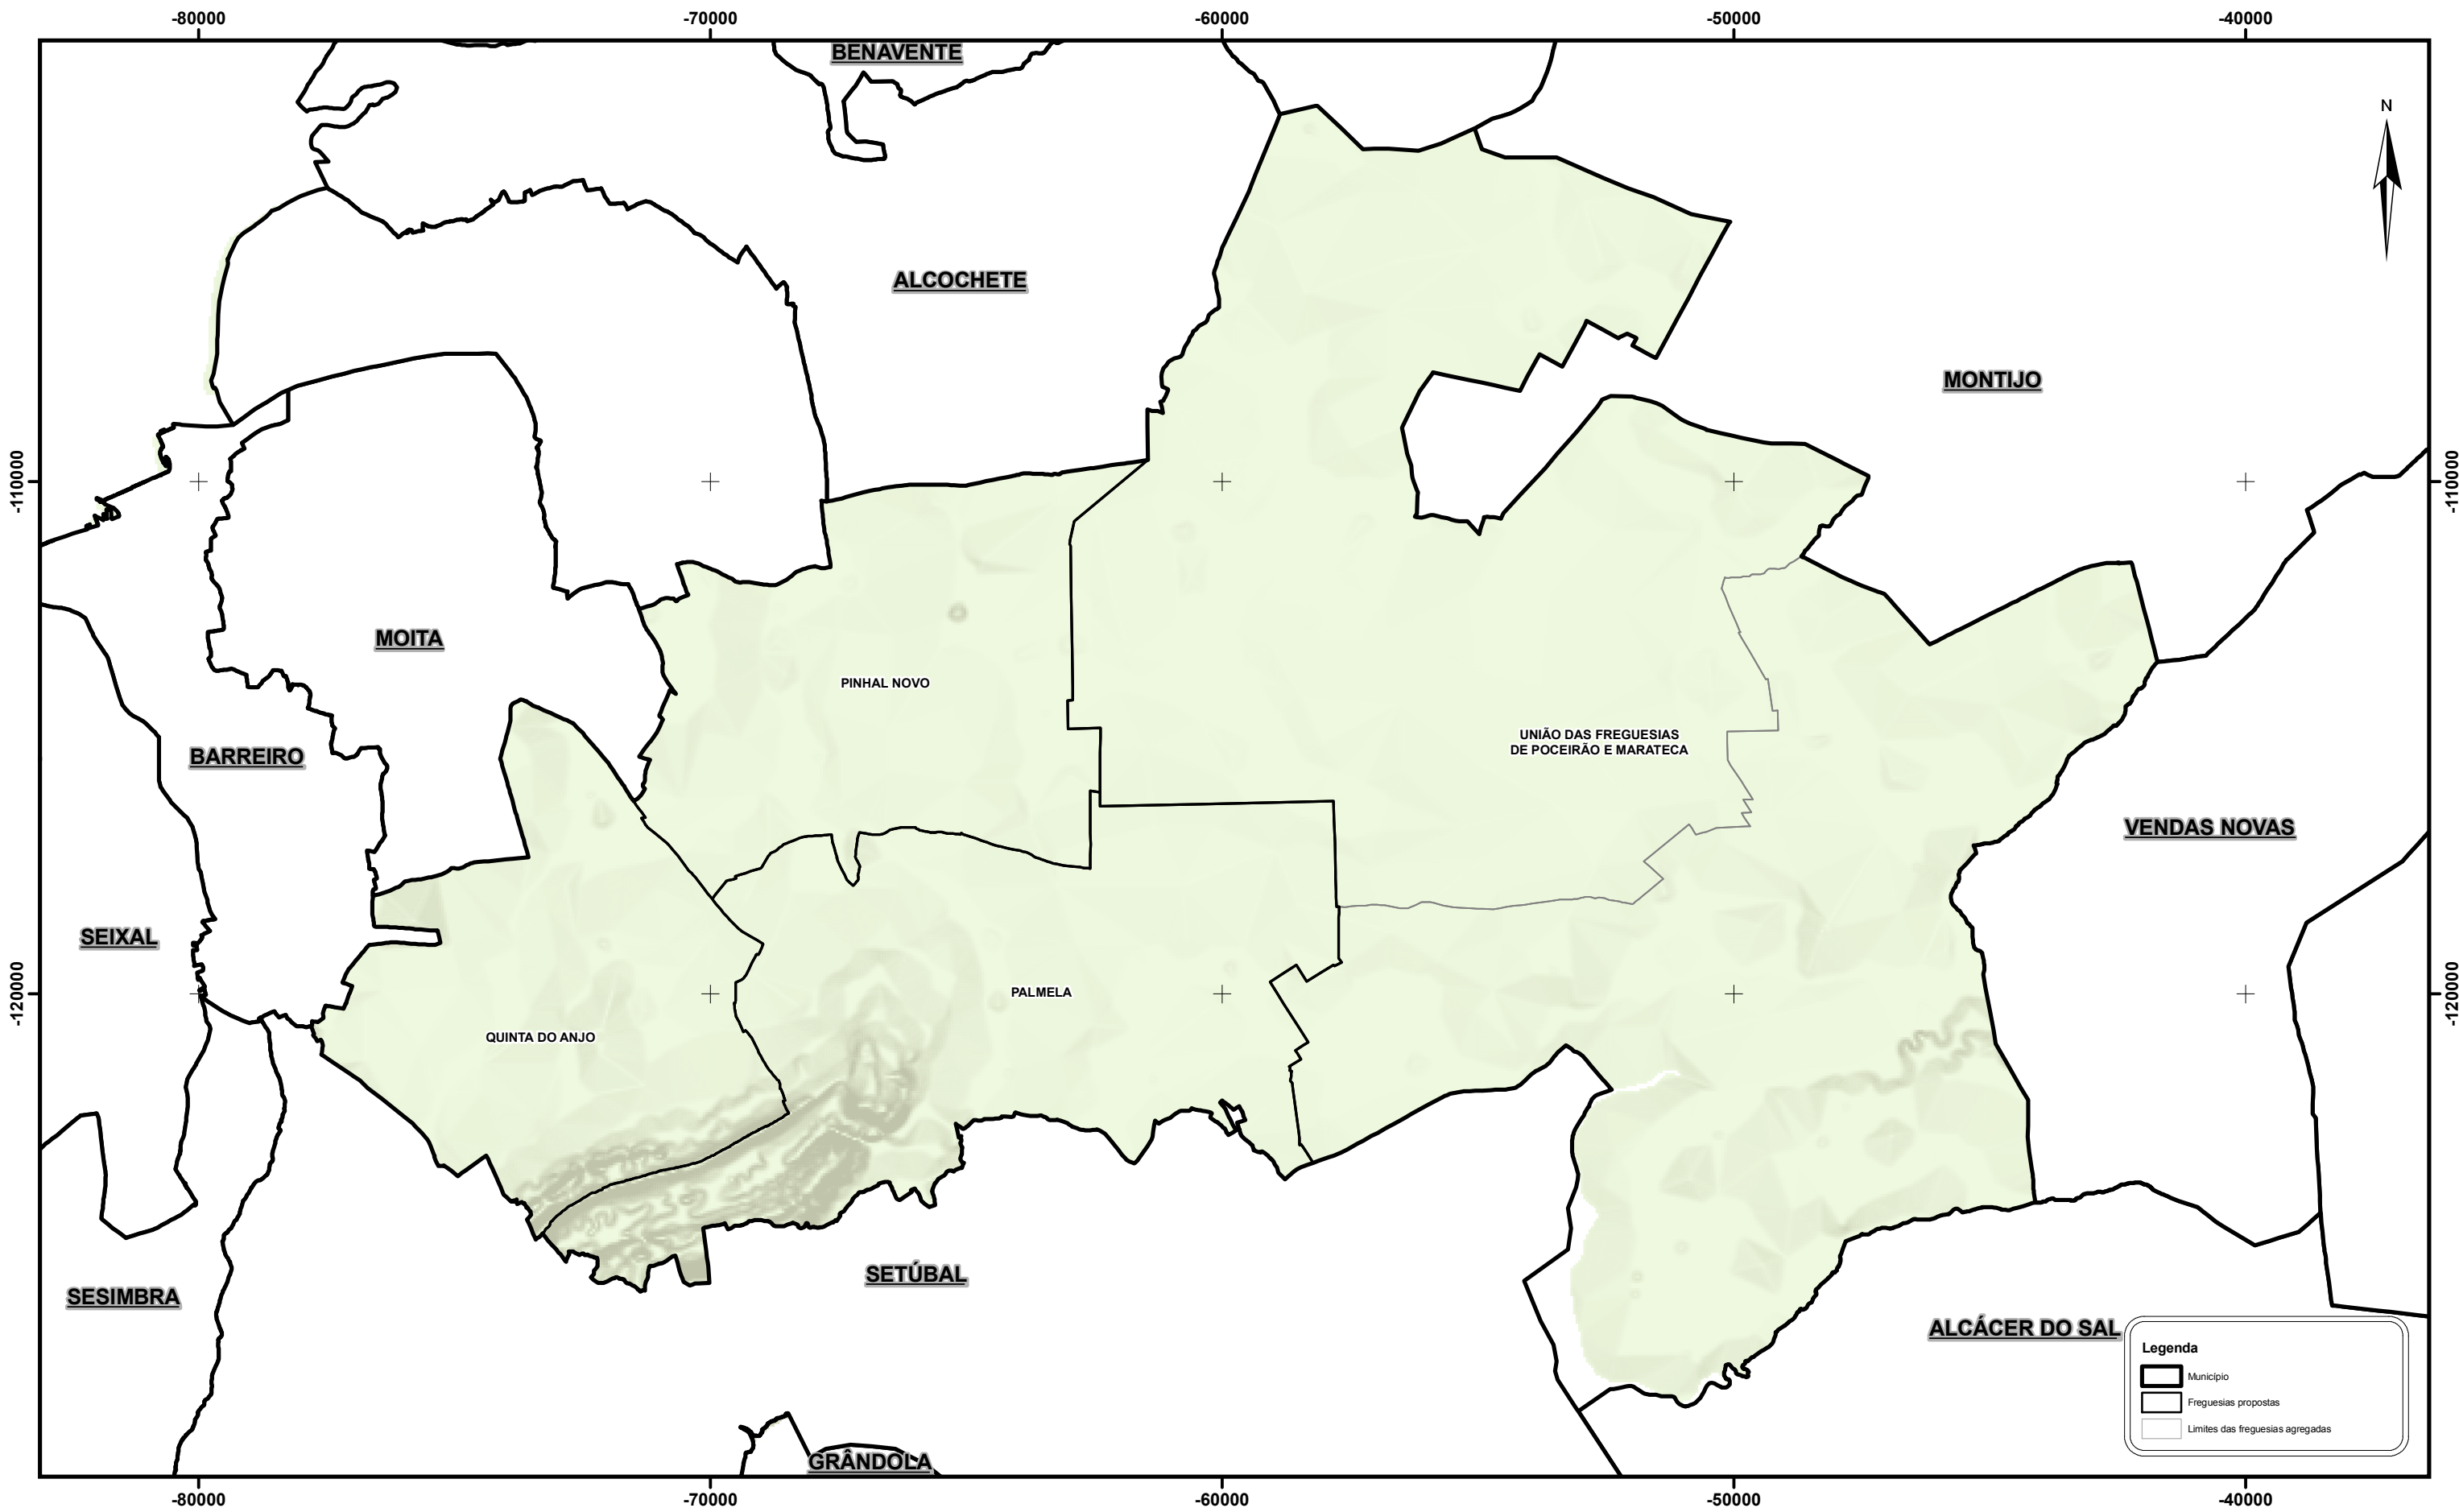 -80000
-70000
-60000
-50000
-40000
BENAVENTE
N
ALCOCHETE
MONTIJO
-110000
-110000
MOITA
PINHAL NOVO
UNIÃO DAS FREGUESIAS
DE POCEIRÃO E MARATECA
BARREIRO
VENDAS NOVAS
SEIXAL
PALMELA
-120000
-120000
QUINTA DO ANJO
SETÚBAL
SESIMBRA
ALCÁCER DO SAL
Legenda
Município
Freguesias propostas
Limites das freguesias agregadas
GRÂNDOLA
-80000
-70000
-60000
-50000
-40000